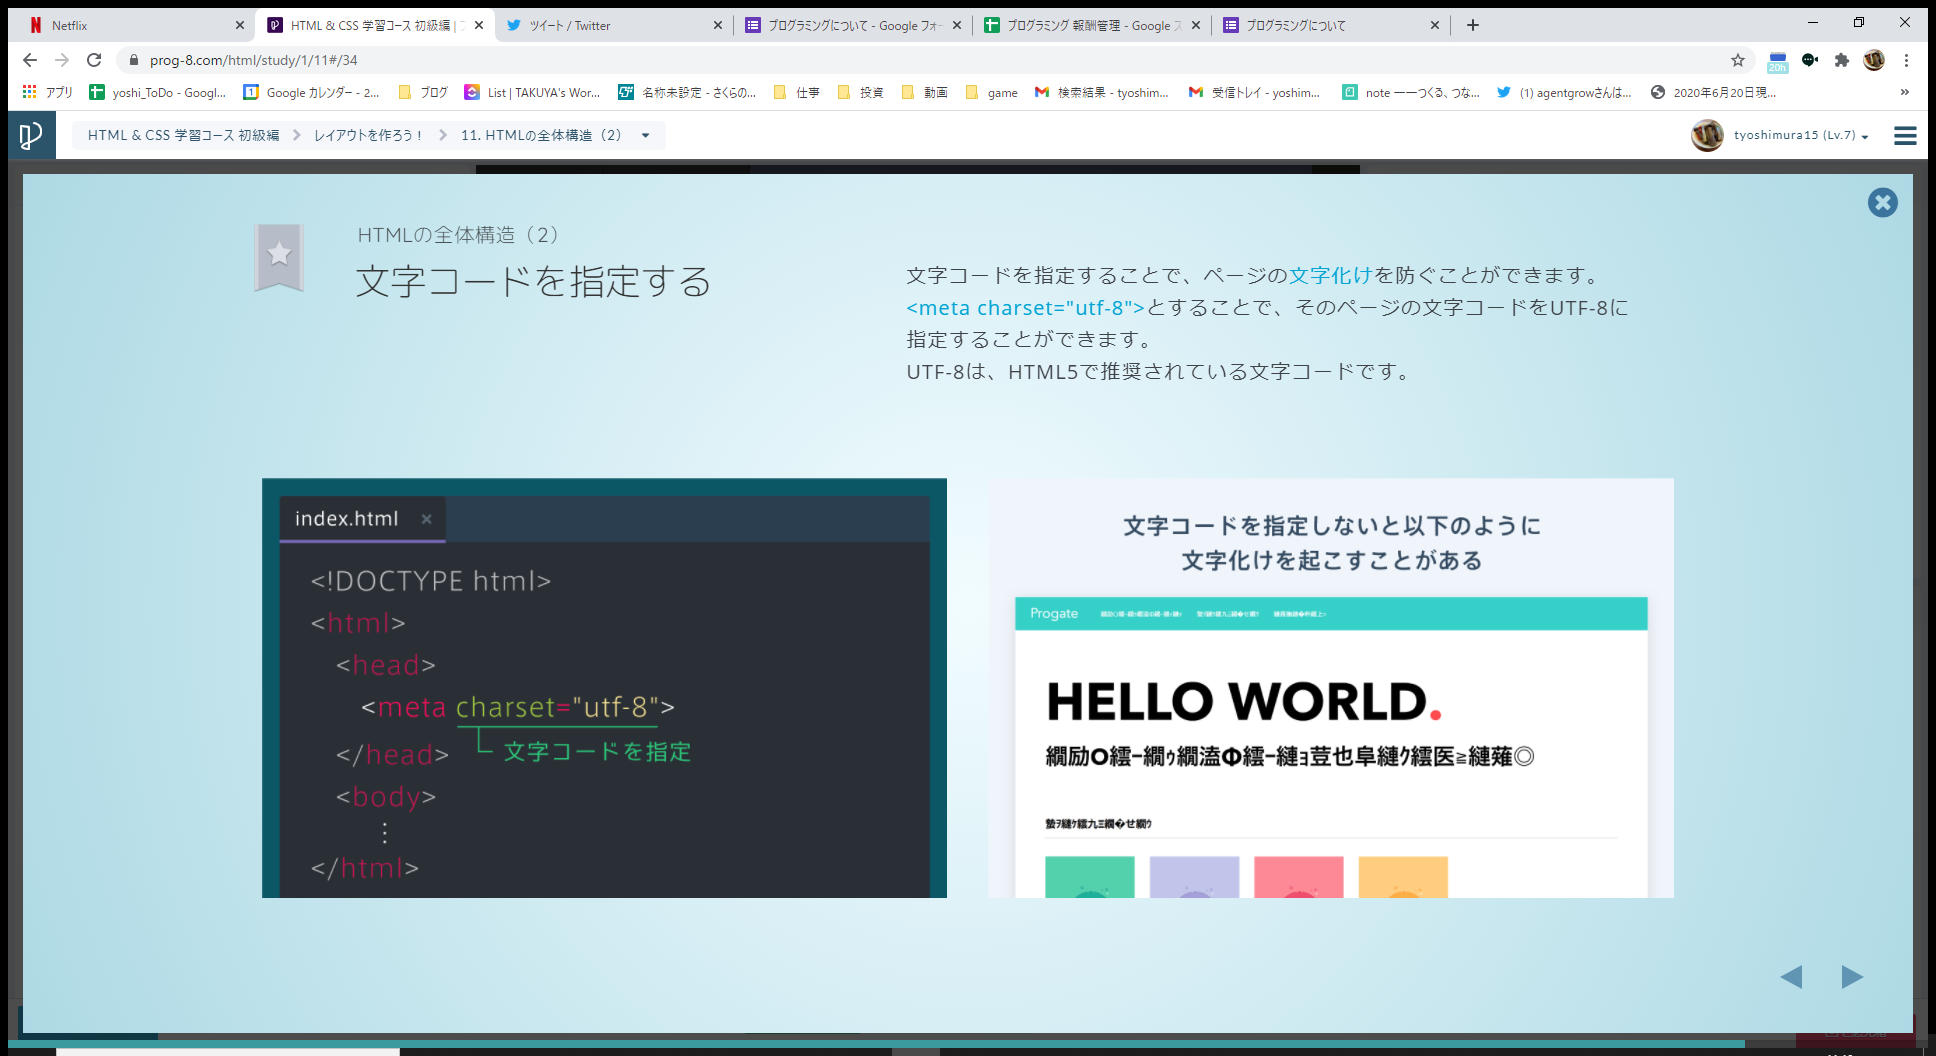 Netflix
HTML & CSS 学習コース 初級編 |
ツイート / Twitter
プログラミングについて - Google フォー
プログラミング 報酬管理 - Google ス
プログラミングについて
prog-8.com/html/study/1/11#/34
20h
アプリ
yoshi_ToDo - Googl...
Google カレンダー - 2...
ブログ
List | TAKUYA's Wor...
名称未設定 - さくらの...
仕事
投資
動画
game
検索結果 - tyoshim...
受信トレイ - yoshim...
note ――つくる、つな...
(1) agentgrowさんは...
2020年6月20日現...
»
HTML & CSS 学習コース 初級編
レイアウトを作ろう！
11. HTMLの全体構造（2）
tyoshimura15 (Lv.7)
HTMLの全体構造（2）
文字コードを指定する
文字コードを指定することで、ページの文字化けを防ぐことができます。
<meta charset="utf-8">とすることで、そのページの文字コードをUTF-8に
指定することができます。
UTF-8は、HTML5で推奨されている文字コードです。
index.html ×
<!DOCTYPE html>
<html>
<head>
<meta charset="utf-8">
</head>
文字コードを指定
<body>
⋮
</html>
文字コードを指定しないと以下のように
文字化けを起こすことがある
Progate
HELLO WORLD.